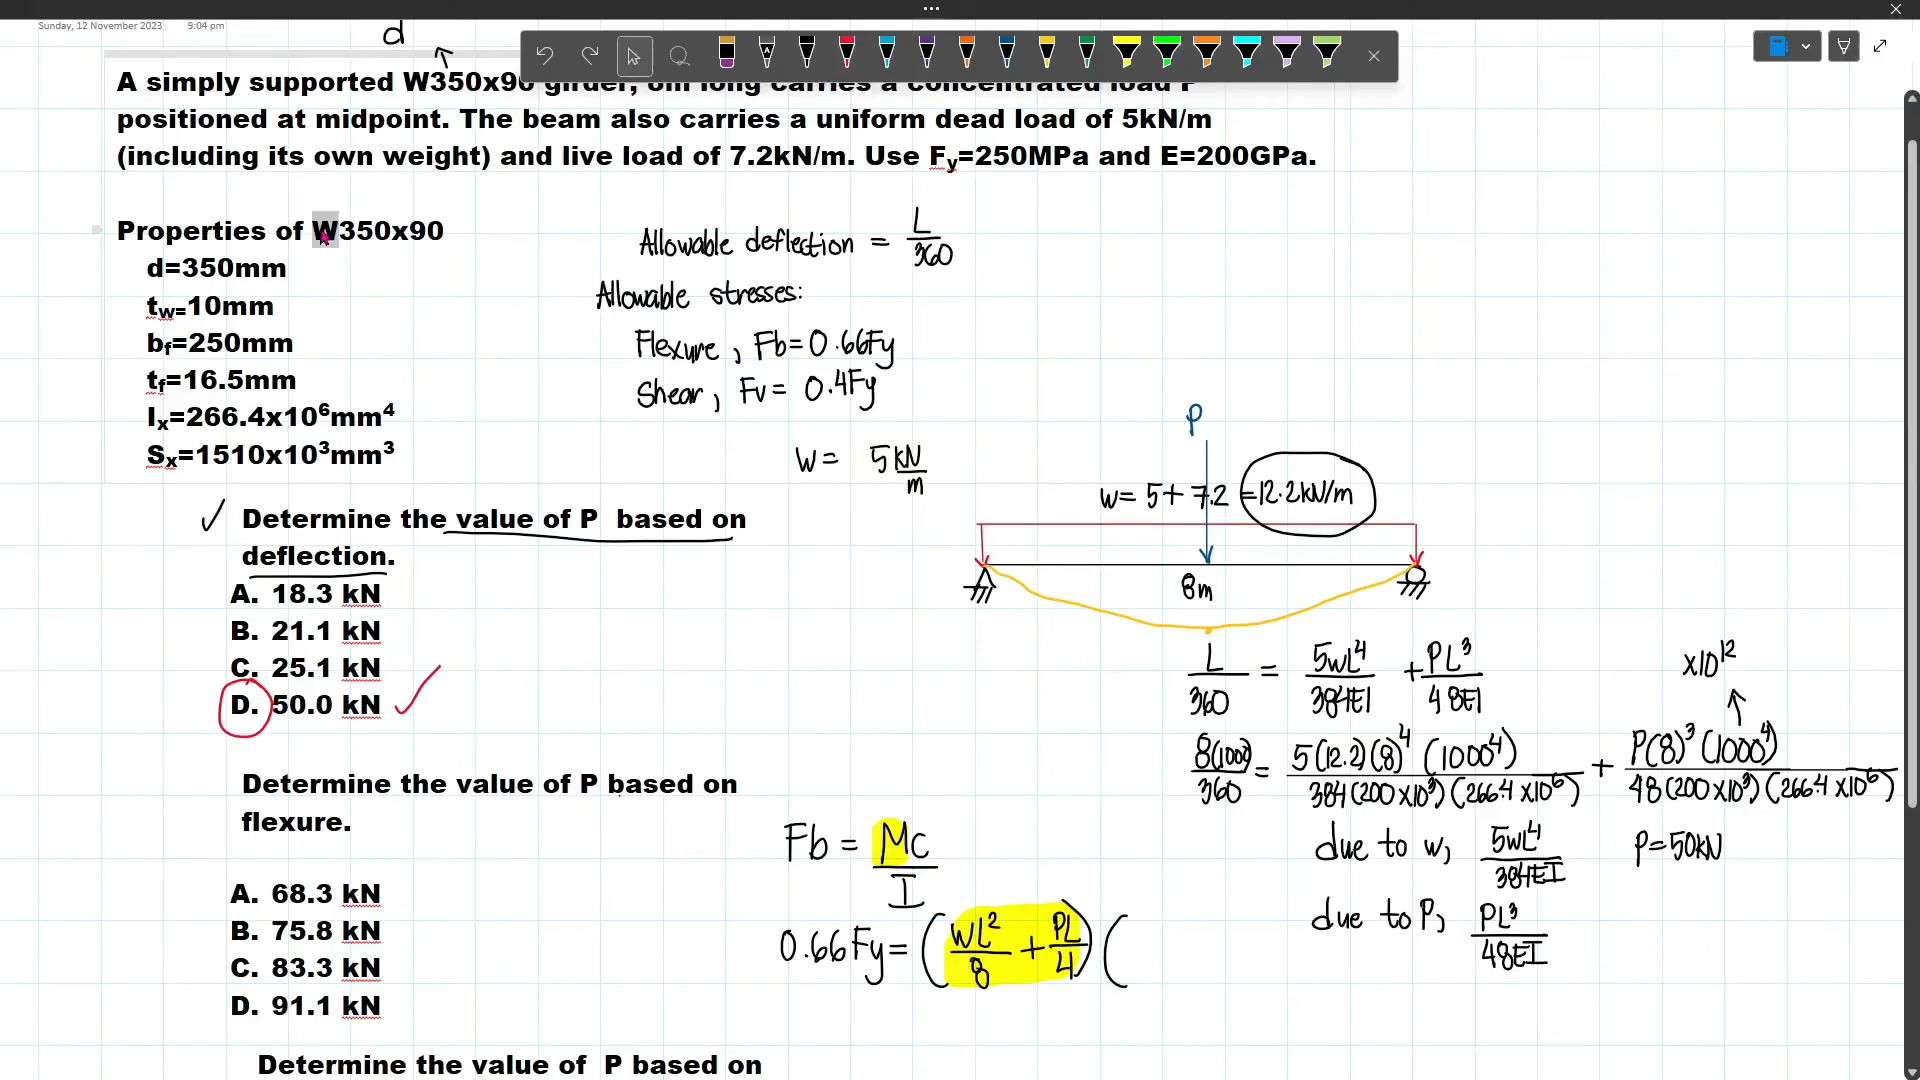 Sunday, 12 November 2023 9:04 pm
d
A simply supported W350x90 girder, 8m long carries a concentrated load P
positioned at midpoint. The beam also carries a uniform dead load of 5kN/m
(including its own weight) and live load of 7.2kN/m. Use Fy=250MPa and E=200GPa.
Properties of W350x90
d=350mm
tw=10mm
bf=250mm
tf=16.5mm
Ix=266.4x10⁶mm⁴
Sx=1510x10³mm³
Allowable deflection = L/360
Allowable stresses:
Flexure, Fb=0.66Fy
Shear, Fv= 0.4Fy
W= 5 kN/m
P
w= 5+7.2 =12.2kN/m
8m
Determine the value of P based on
deflection.
A. 18.3 kN
B. 21.1 kN
C. 25.1 kN
D. 50.0 kN
L/360 = 5wL⁴/384EI + PL³/48EI
x10¹²
8(1000)/360 = 5(12.2)(8)⁴(1000⁴)/384(200x10³)(266.4x10⁶) + P(8)³(1000⁴)/48(200x10³)(266.4x10⁶)
due to w, 5wL⁴/384EI
P=50kN
due to P, PL³/48EI
Determine the value of P based on
flexure.
A. 68.3 kN
B. 75.8 kN
C. 83.3 kN
D. 91.1 kN
Fb = Mc/I
0.66Fy= (WL²/8 + PL/4) (
Determine the value of P based on